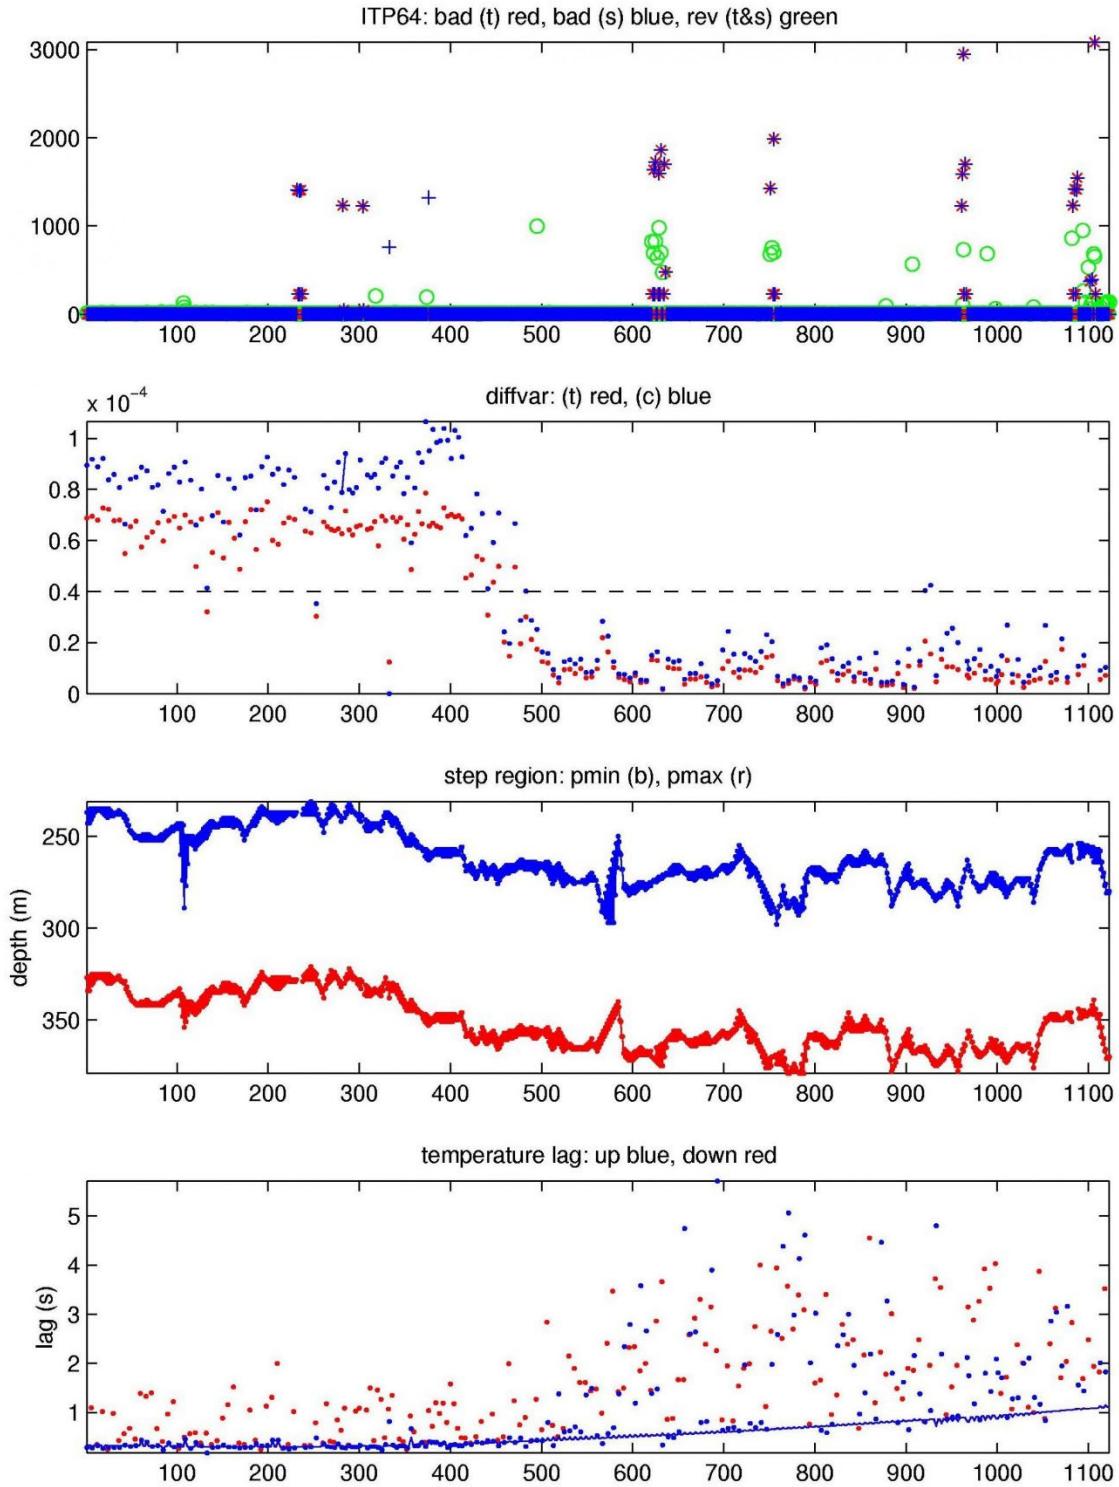 ITP64: bad (t) red, bad (s) blue, rev (t&s) green
3000
2000
1000
0
100 200 300 400 500 600 700 800 900 1000 1100
x 10^-4
diffvar: (t) red, (c) blue
1
0.8
0.6
0.4
0.2
0
100 200 300 400 500 600 700 800 900 1000 1100
step region: pmin (b), pmax (r)
250
300
350
depth (m)
100 200 300 400 500 600 700 800 900 1000 1100
temperature lag: up blue, down red
5
4
3
2
1
lag (s)
100 200 300 400 500 600 700 800 900 1000 1100